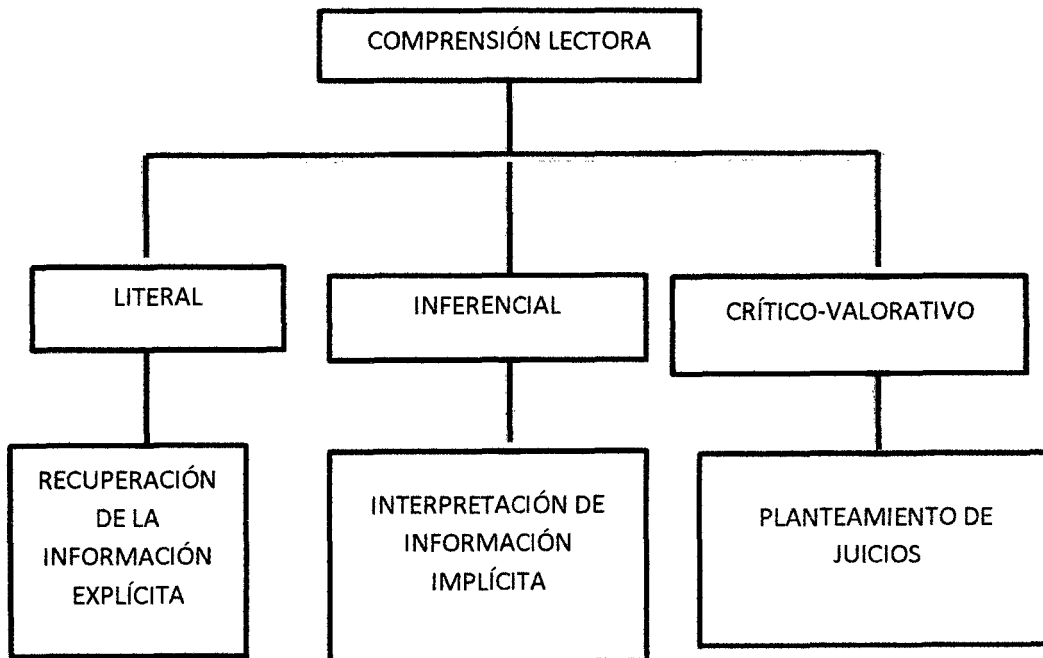 COMPRENSIÓN LECTORA
LITERAL
INFERENCIAL
CRÍTICO-VALORATIVO
RECUPERACIÓN
DE LA
INFORMACIÓN
EXPLÍCITA
INTERPRETACIÓN DE
INFORMACIÓN
IMPLÍCITA
PLANTEAMIENTO DE
JUICIOS